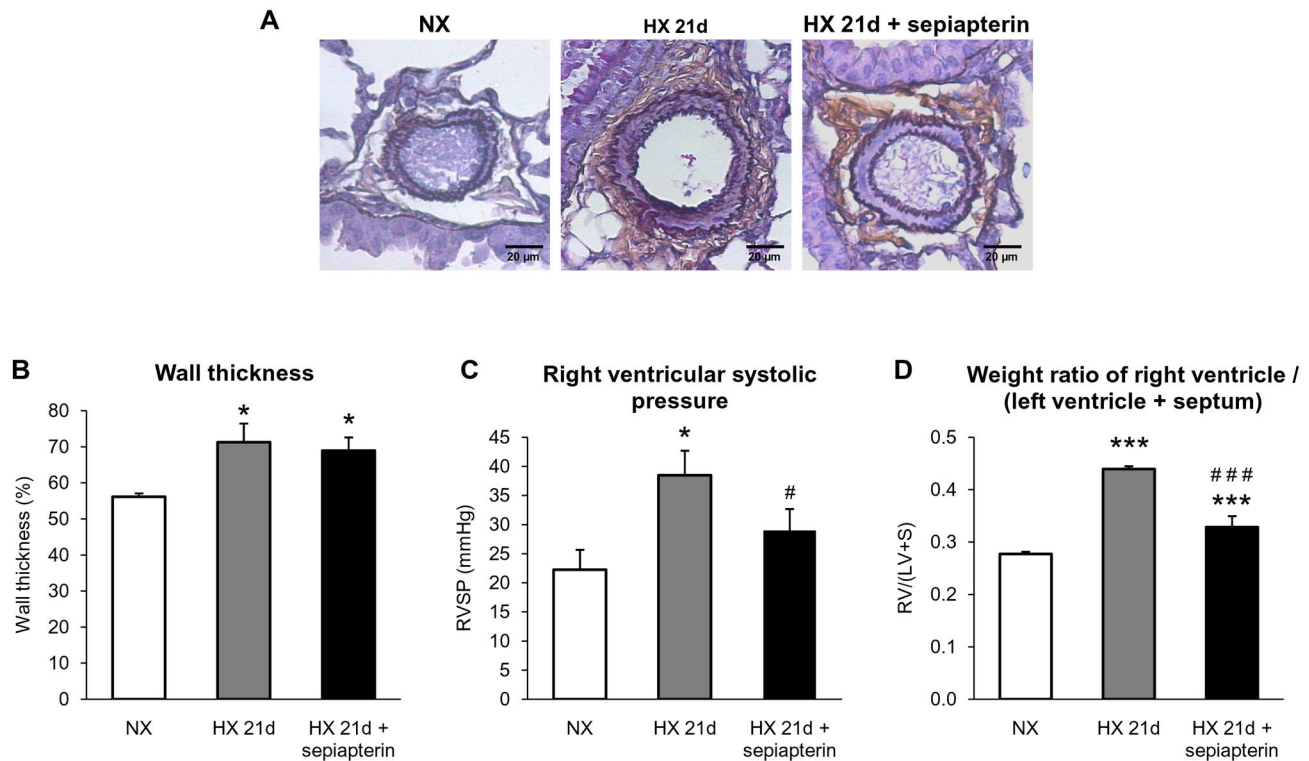 A
NX
HX 21d
HX 21d + sepiapterin
20 µm
20 µm
20 µm
B
Wall thickness
Wall thickness (%)
80
70
60
50
40
30
20
10
0
*
*
NX
HX 21d
HX 21d +
sepiapterin
C
Right ventricular systolic
pressure
RVSP (mmHg)
45
40
35
30
25
20
15
10
5
0
*
#
NX
HX 21d
HX 21d +
sepiapterin
D
Weight ratio of right ventricle /
(left ventricle + septum)
RV/(LV+S)
0.5
0.4
0.3
0.2
0.1
0.0
***
###
***
NX
HX 21d
HX 21d +
sepiapterin